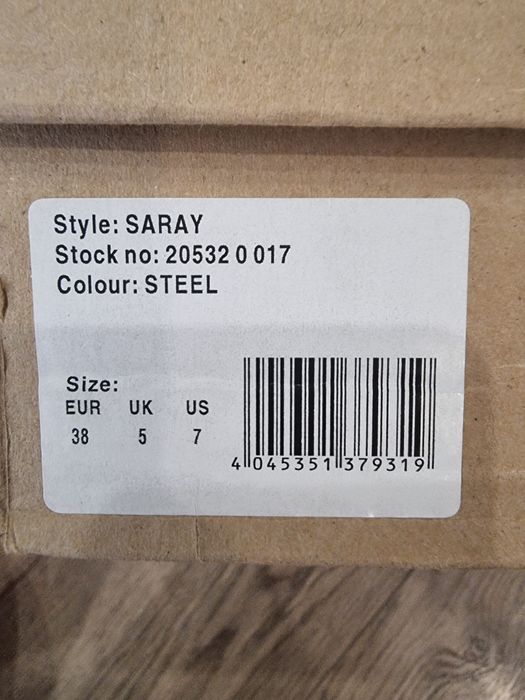 Style: SARAY
Stock no: 20532 0 017
Colour: STEEL
Size:
EUR UK US
38 5 7
4 045351 379319